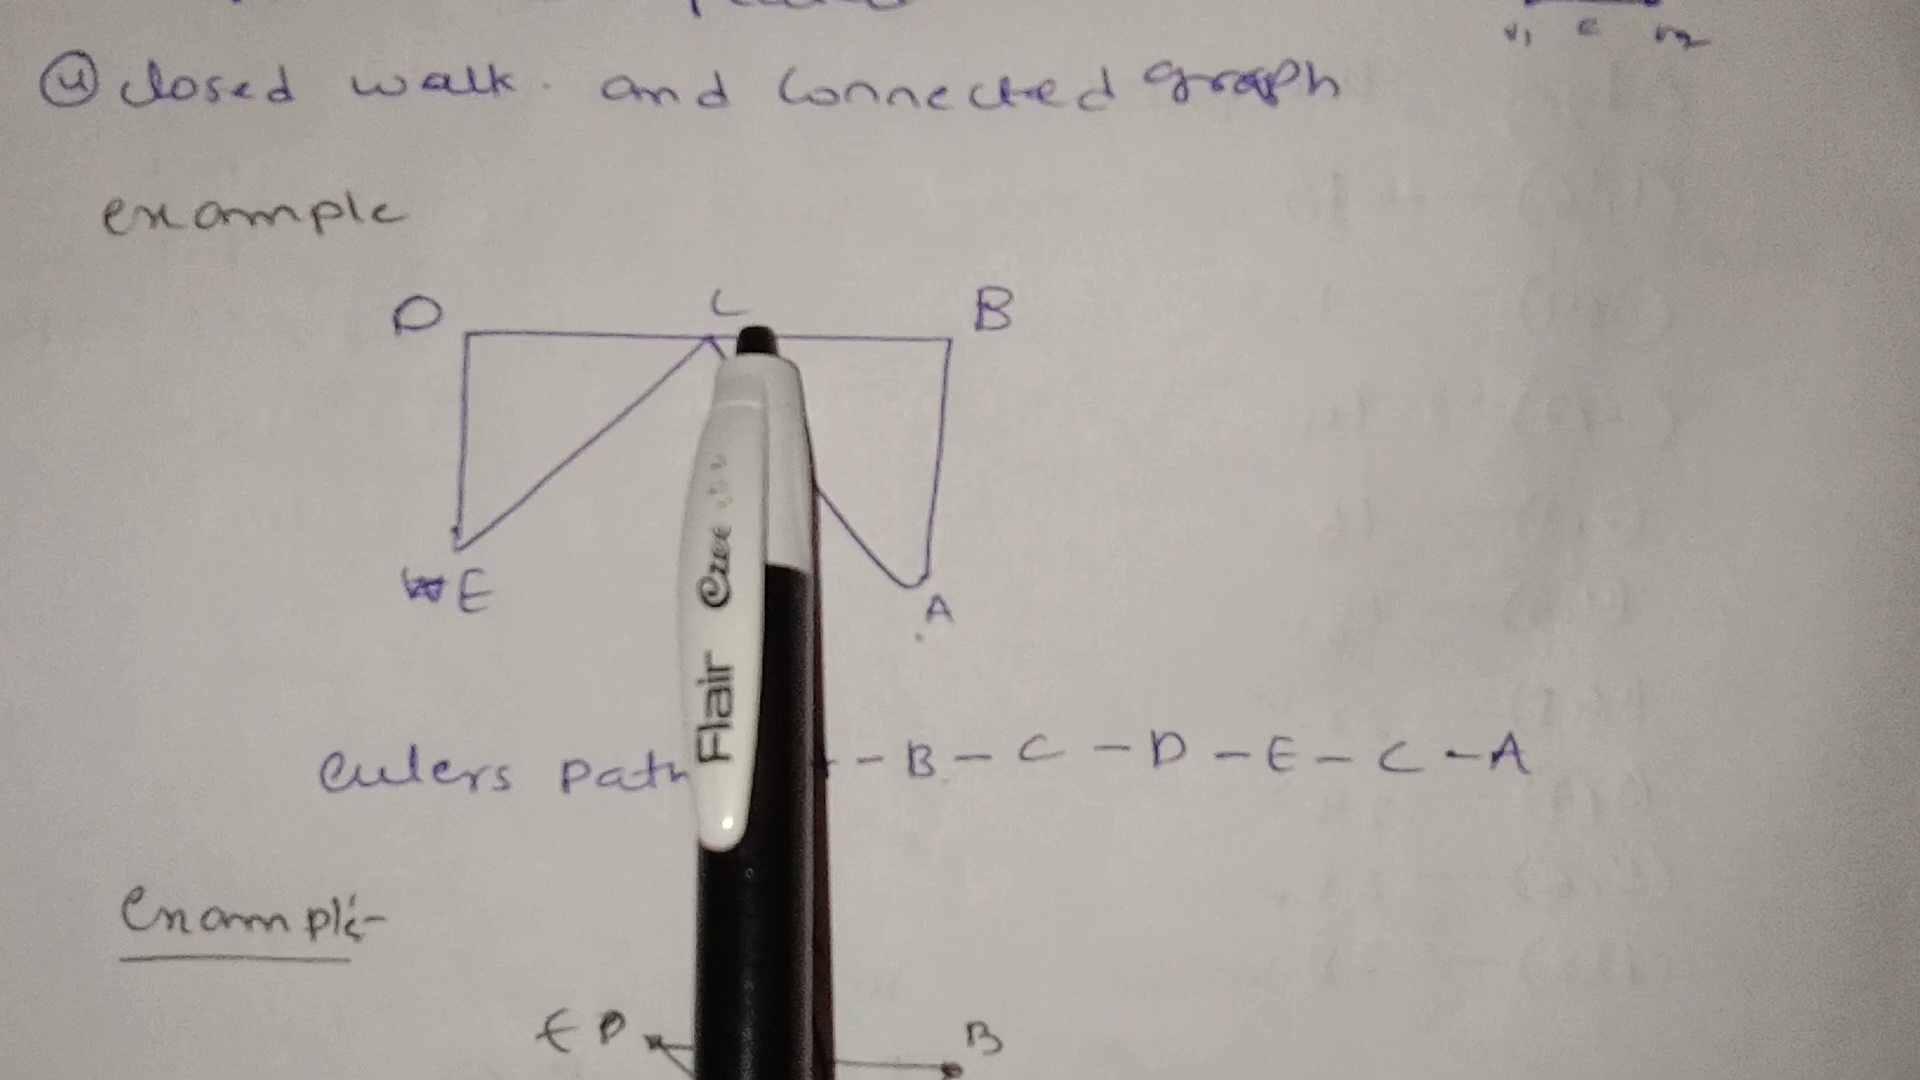 ④ closed walk. and Connected graph
example
D C B
E A
Flair
eulers path - B - C - D - E - C - A
Example:-
E D B